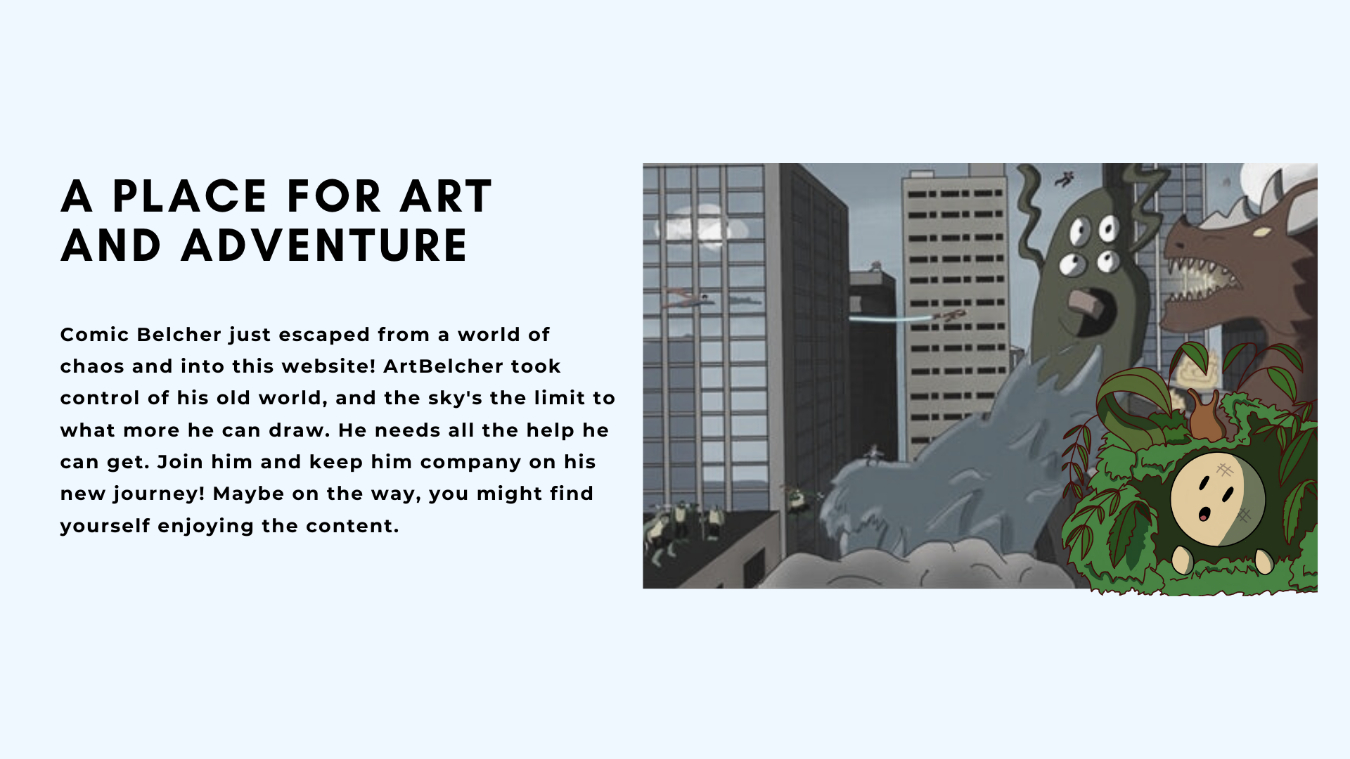 A PLACE FOR ART
AND ADVENTURE
Comic Belcher just escaped from a world of
chaos and into this website! ArtBelcher took
control of his old world, and the sky's the limit to
what more he can draw. He needs all the help he
can get. Join him and keep him company on his
new journey! Maybe on the way, you might find
yourself enjoying the content.